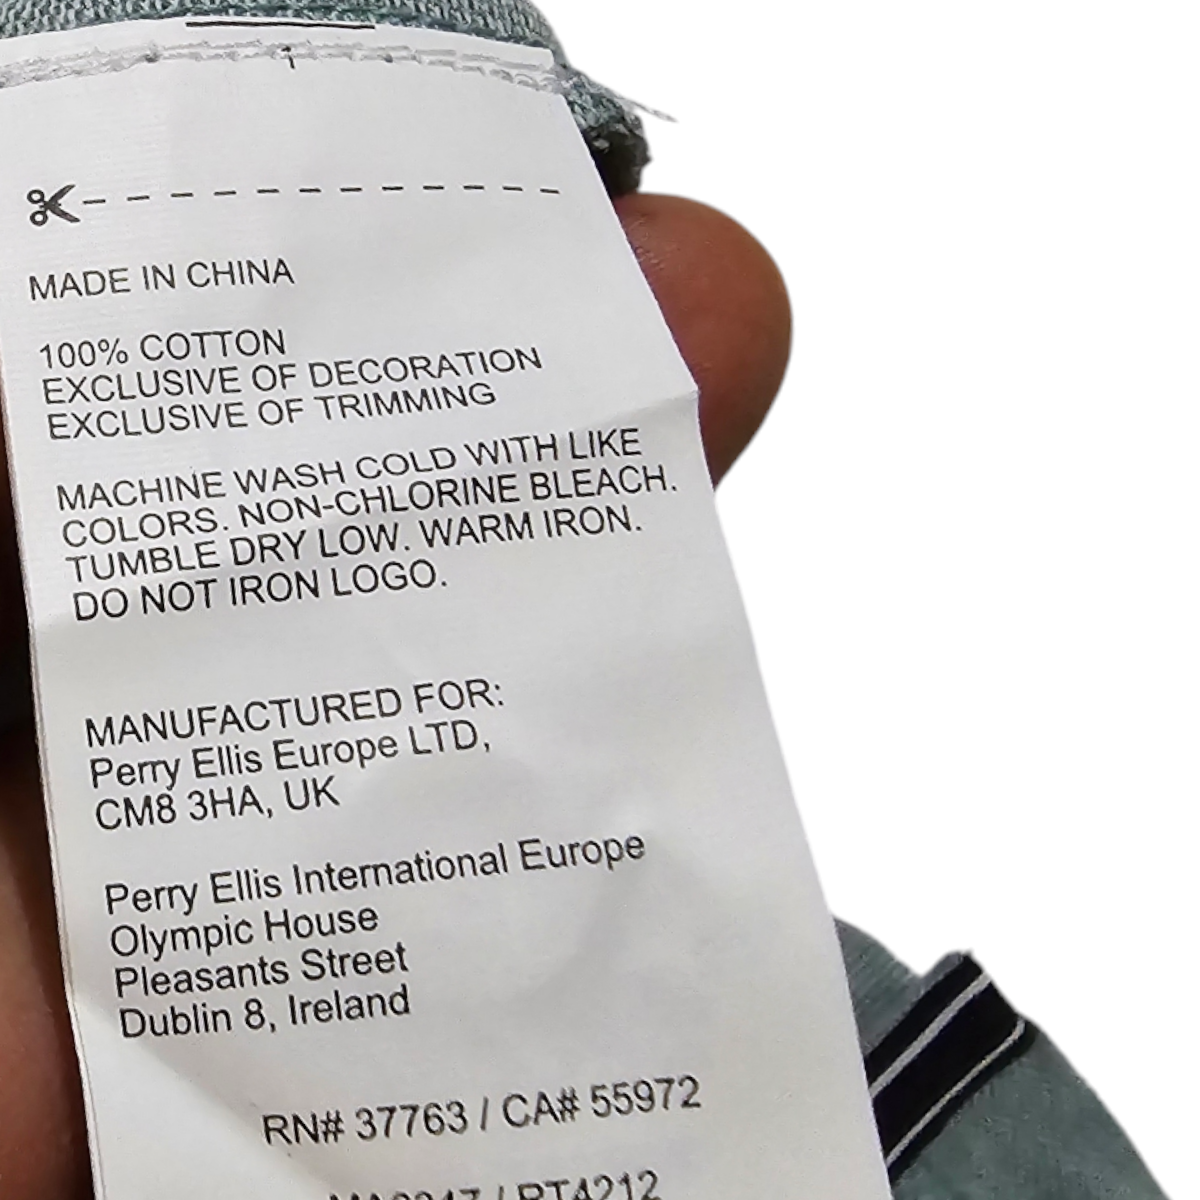 MADE IN CHINA
100% COTTON
EXCLUSIVE OF DECORATION
EXCLUSIVE OF TRIMMING
MACHINE WASH COLD WITH LIKE
COLORS. NON-CHLORINE BLEACH.
TUMBLE DRY LOW. WARM IRON.
DO NOT IRON LOGO.
MANUFACTURED FOR:
Perry Ellis Europe LTD,
CM8 3HA, UK
Perry Ellis International Europe
Olympic House
Pleasants Street
Dublin 8, Ireland
RN# 37763 / CA# 55972
/ PT4212